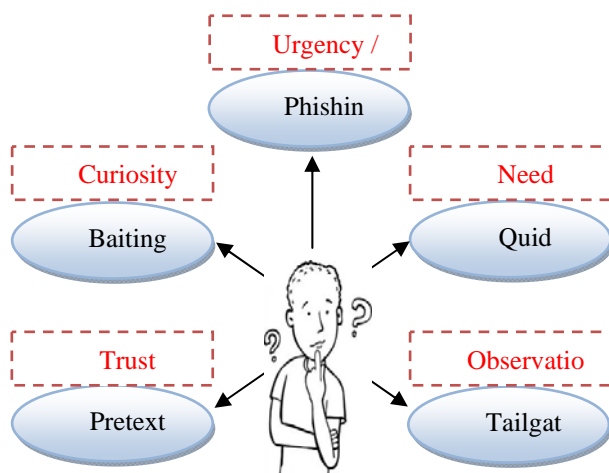 Urgency /
Phishin
Curiosity
Baiting
Need
Quid
Trust
Pretext
Observatio
Tailgat
? ?